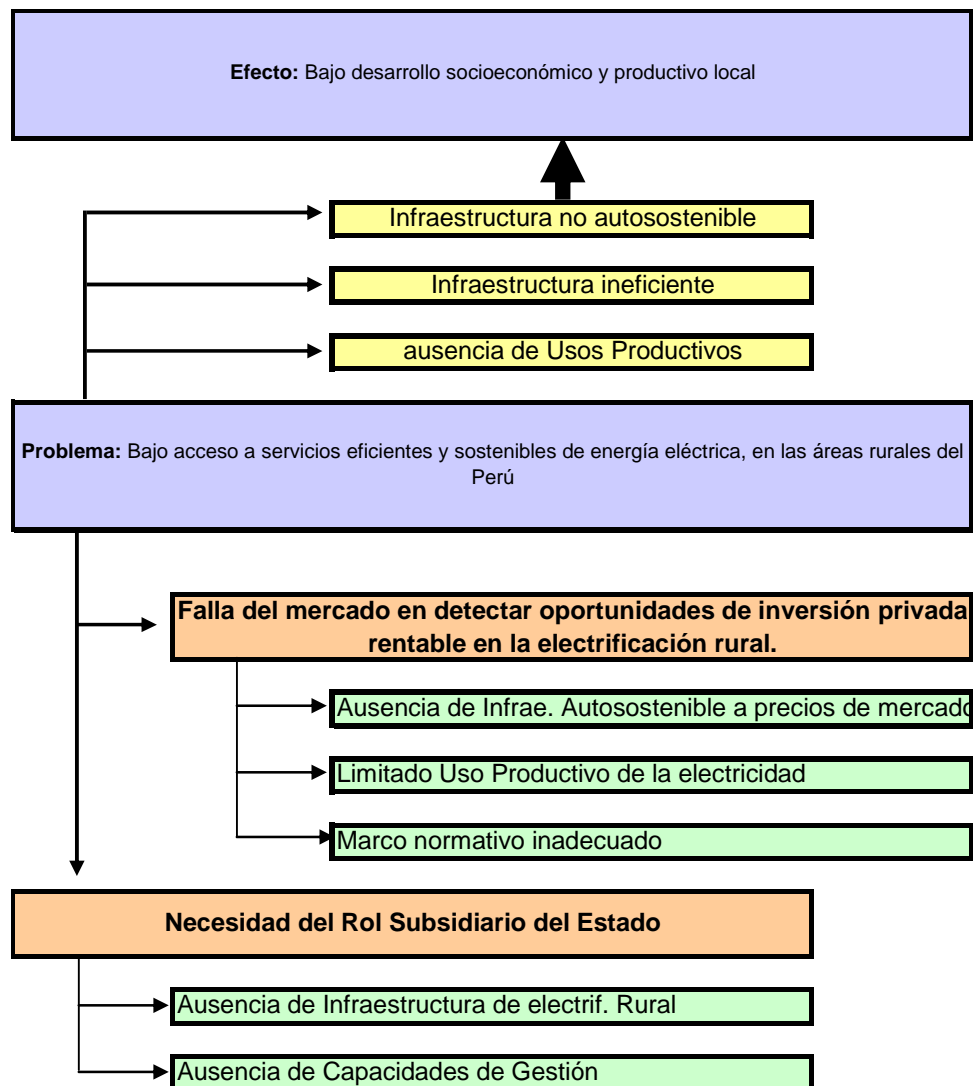 Efecto: Bajo desarrollo socioeconómico y productivo local
Infraestructura no autosostenible
Infraestructura ineficiente
ausencia de Usos Productivos
Problema: Bajo acceso a servicios eficientes y sostenibles de energía eléctrica, en las áreas rurales del
Perú
Falla del mercado en detectar oportunidades de inversión privada
rentable en la electrificación rural.
Ausencia de Infrae. Autosostenible a precios de mercado
Limitado Uso Productivo de la electricidad
Marco normativo inadecuado
Necesidad del Rol Subsidiario del Estado
Ausencia de Infraestructura de electrif. Rural
Ausencia de Capacidades de Gestión